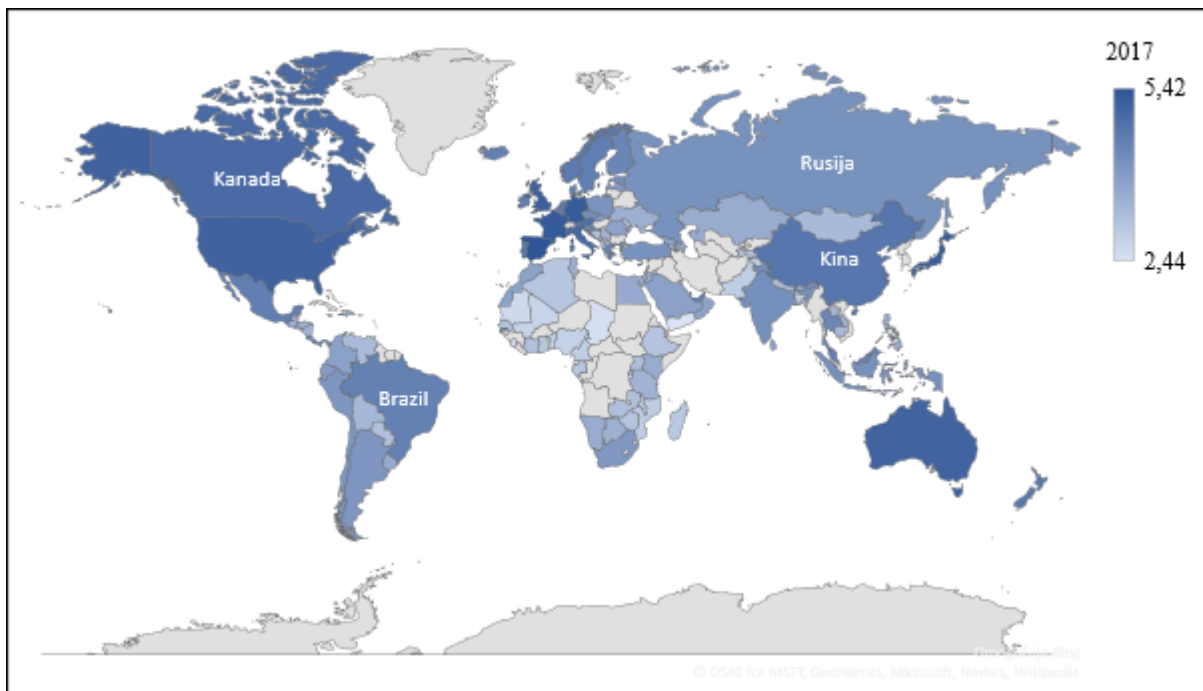 2017
5,42
Kanada
Rusija
Kina
2,44
Brazil
© DSAT for MSFT, GeoNames, Microsoft, Navteq, Wikipedia